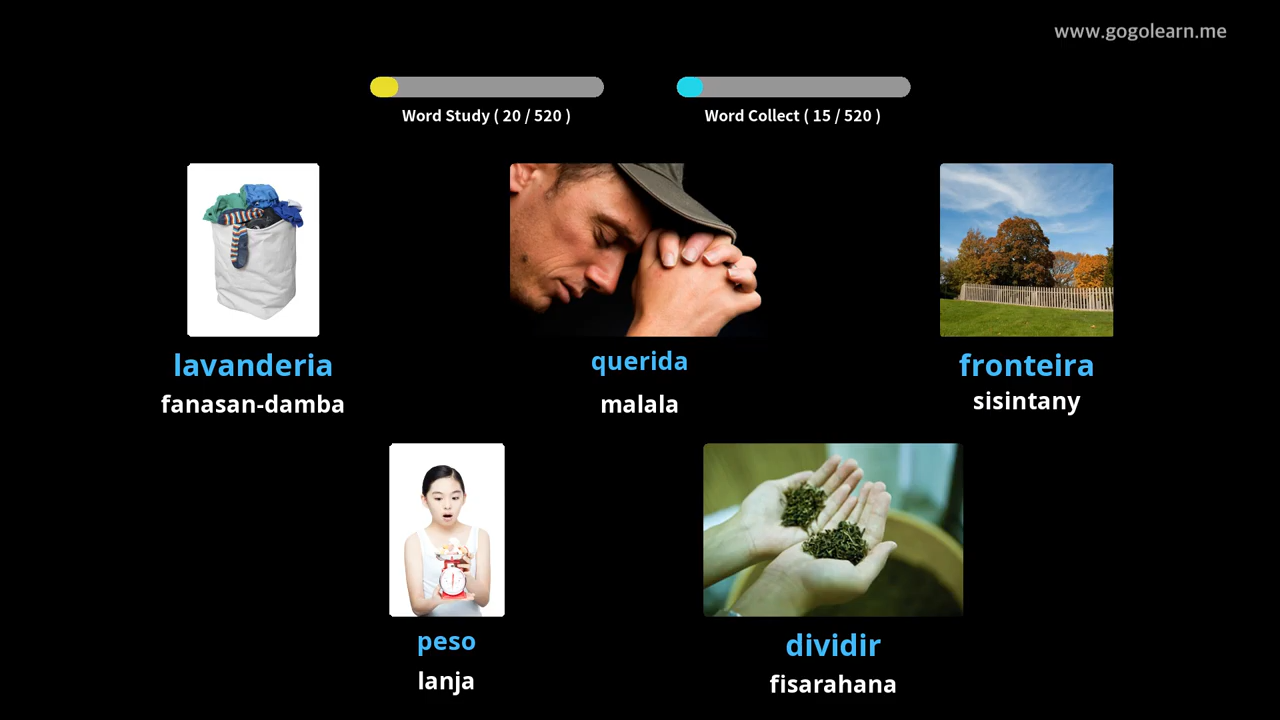 www.gogolearn.me
Word Study ( 20 / 520 )
Word Collect ( 15 / 520 )
lavanderia
fanasan-damba
querida
malala
fronteira
sisintany
peso
lanja
dividir
fisarahana